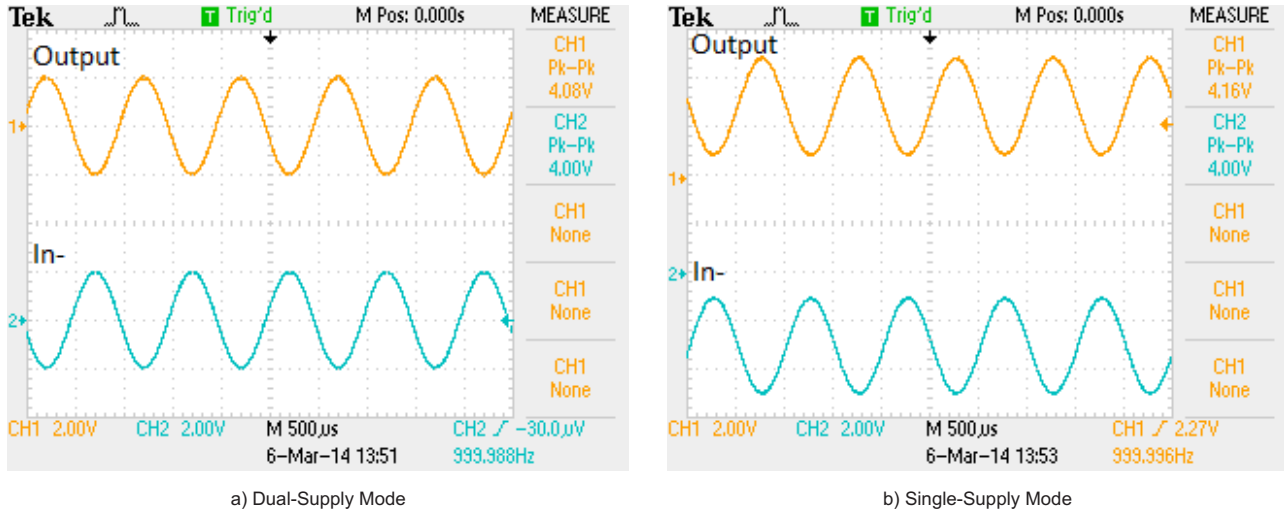 Tek T Trig'd M Pos: 0.000s MEASURE
Output
CH1
Pk-Pk
4.08V
1
CH2
Pk-Pk
4.00V
CH1
None
In-
CH1
None
2
CH1
None
CH1 2.00V CH2 2.00V M 500µs CH2 -30.0µV
6-Mar-14 13:51 999.988Hz
a) Dual-Supply Mode
Tek T Trig'd M Pos: 0.000s MEASURE
Output
CH1
Pk-Pk
4.16V
CH2
Pk-Pk
4.00V
1
CH1
None
2 In-
CH1
None
CH1
None
CH1 2.00V CH2 2.00V M 500µs CH1 2.27V
6-Mar-14 13:53 999.996Hz
b) Single-Supply Mode